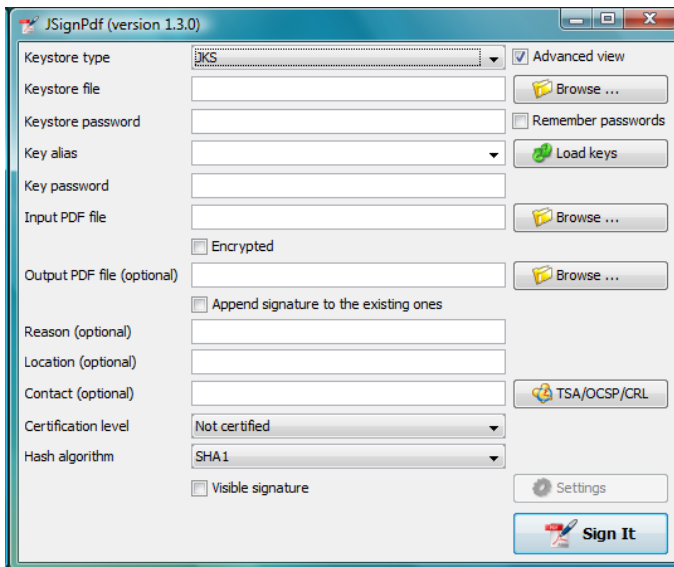 JSignPdf (version 1.3.0)
Keystore type JKS Advanced view
Keystore file Browse ...
Keystore password Remember passwords
Key alias Load keys
Key password
Input PDF file Browse ...
Encrypted
Output PDF file (optional) Browse ...
Append signature to the existing ones
Reason (optional)
Location (optional)
Contact (optional) TSA/OCSP/CRL
Certification level Not certified
Hash algorithm SHA1
Visible signature Settings
Sign It